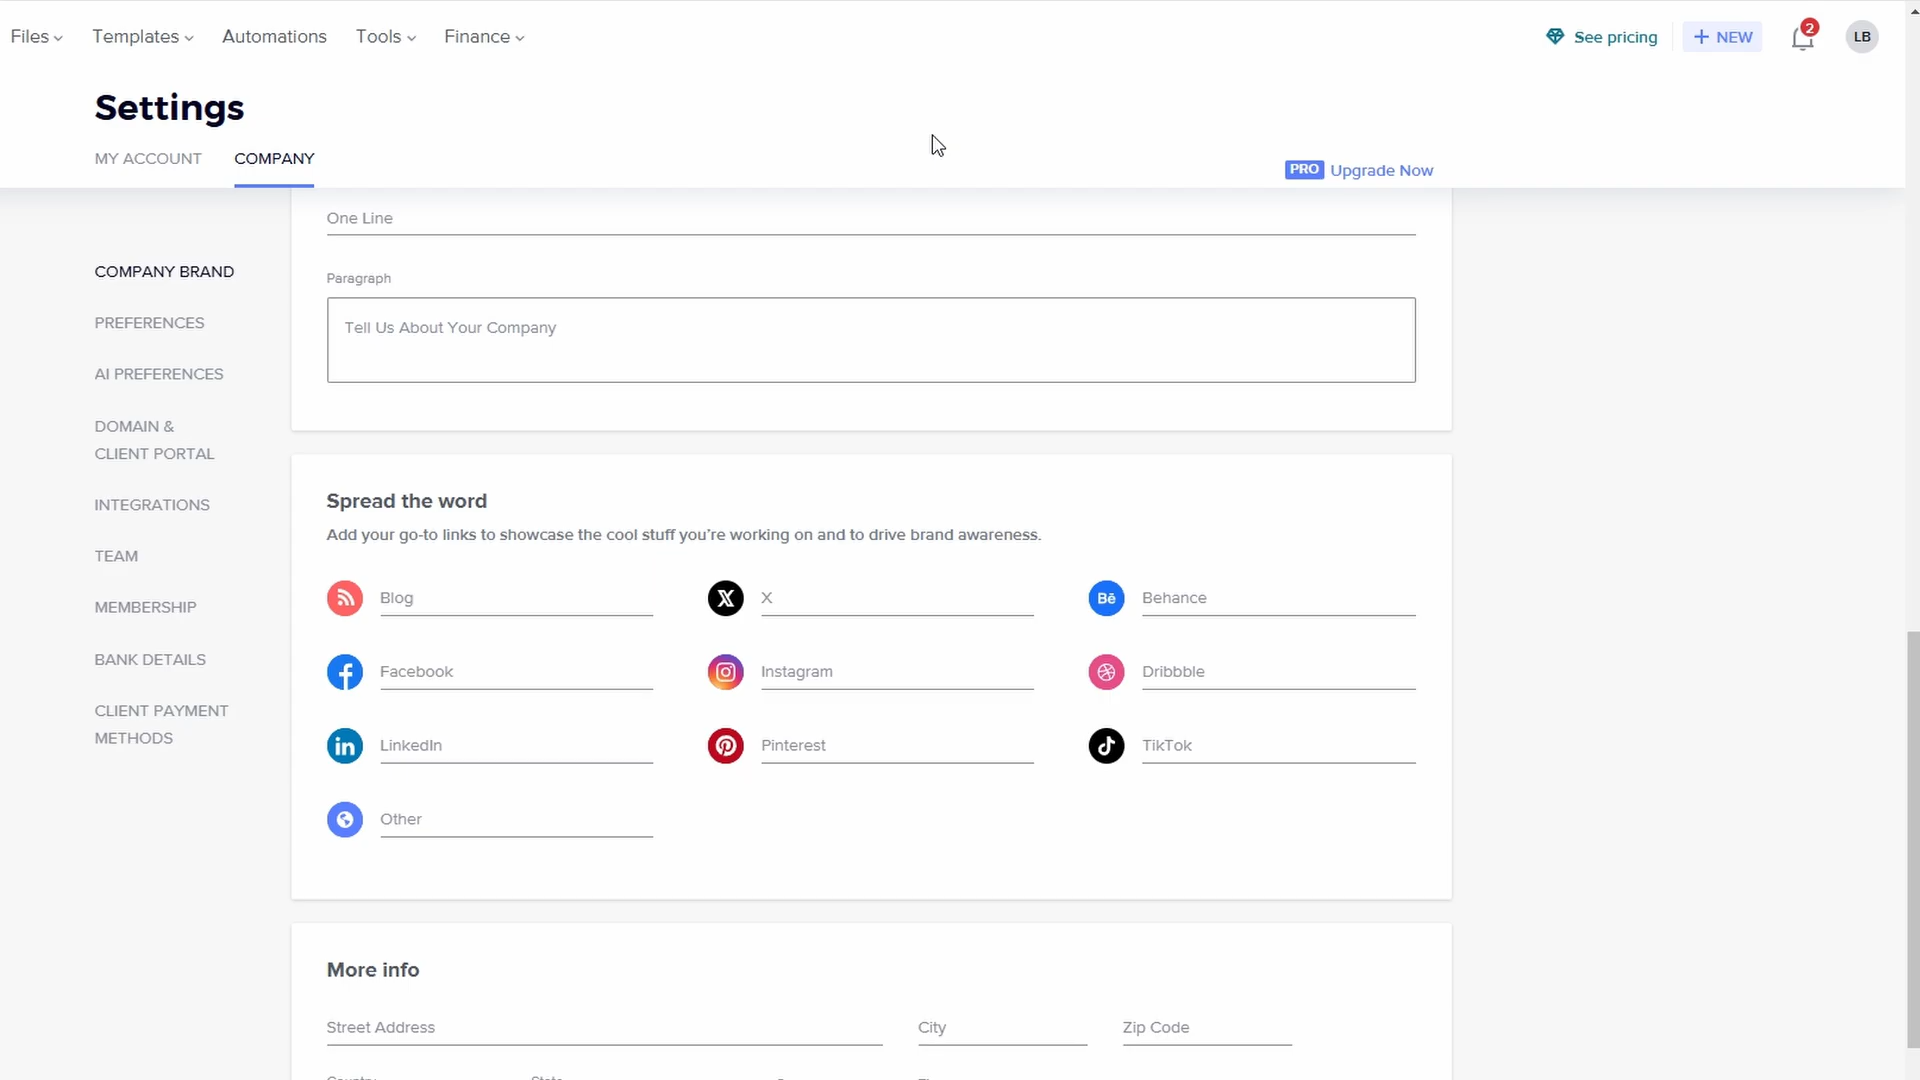 Files
Templates
Automations
Tools
Finance
See pricing
+ NEW
2
LB
Settings
MY ACCOUNT
COMPANY
PRO Upgrade Now
COMPANY BRAND
PREFERENCES
AI PREFERENCES
DOMAIN &
CLIENT PORTAL
INTEGRATIONS
TEAM
MEMBERSHIP
BANK DETAILS
CLIENT PAYMENT
METHODS
One Line
Paragraph
Tell Us About Your Company
Spread the word
Add your go-to links to showcase the cool stuff you're working on and to drive brand awareness.
Blog
X
Bē
Behance
Facebook
Instagram
Dribbble
in
LinkedIn
Pinterest
TikTok
Other
More info
Street Address
City
Zip Code